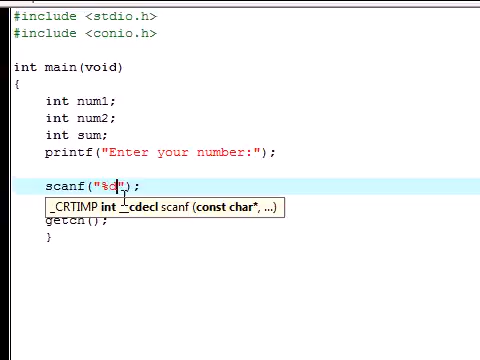 #include <stdio.h>
#include <conio.h>
int main(void)
{
int num1;
int num2;
int sum;
printf("Enter your number:");
scanf("%d");
_CRTIMP int __cdecl scanf (const char*, ...)
getch();
}